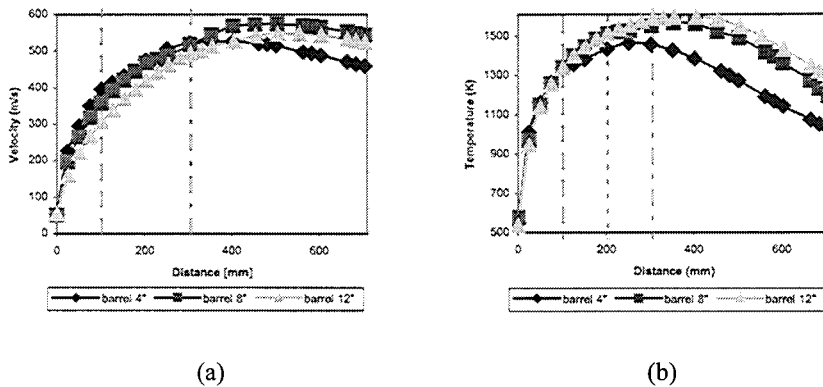 600
500
400
300
200
100
0
Velocity (m/s)
0
200
400
600
Distance [mm]
barrel 4" barrel 8" barrel 12"
(a)
1500
1300
1100
900
700
500
Temperature (K)
0
200
400
600
Distance (mm)
barrel 4" barrel 8" barrel 12"
(b)